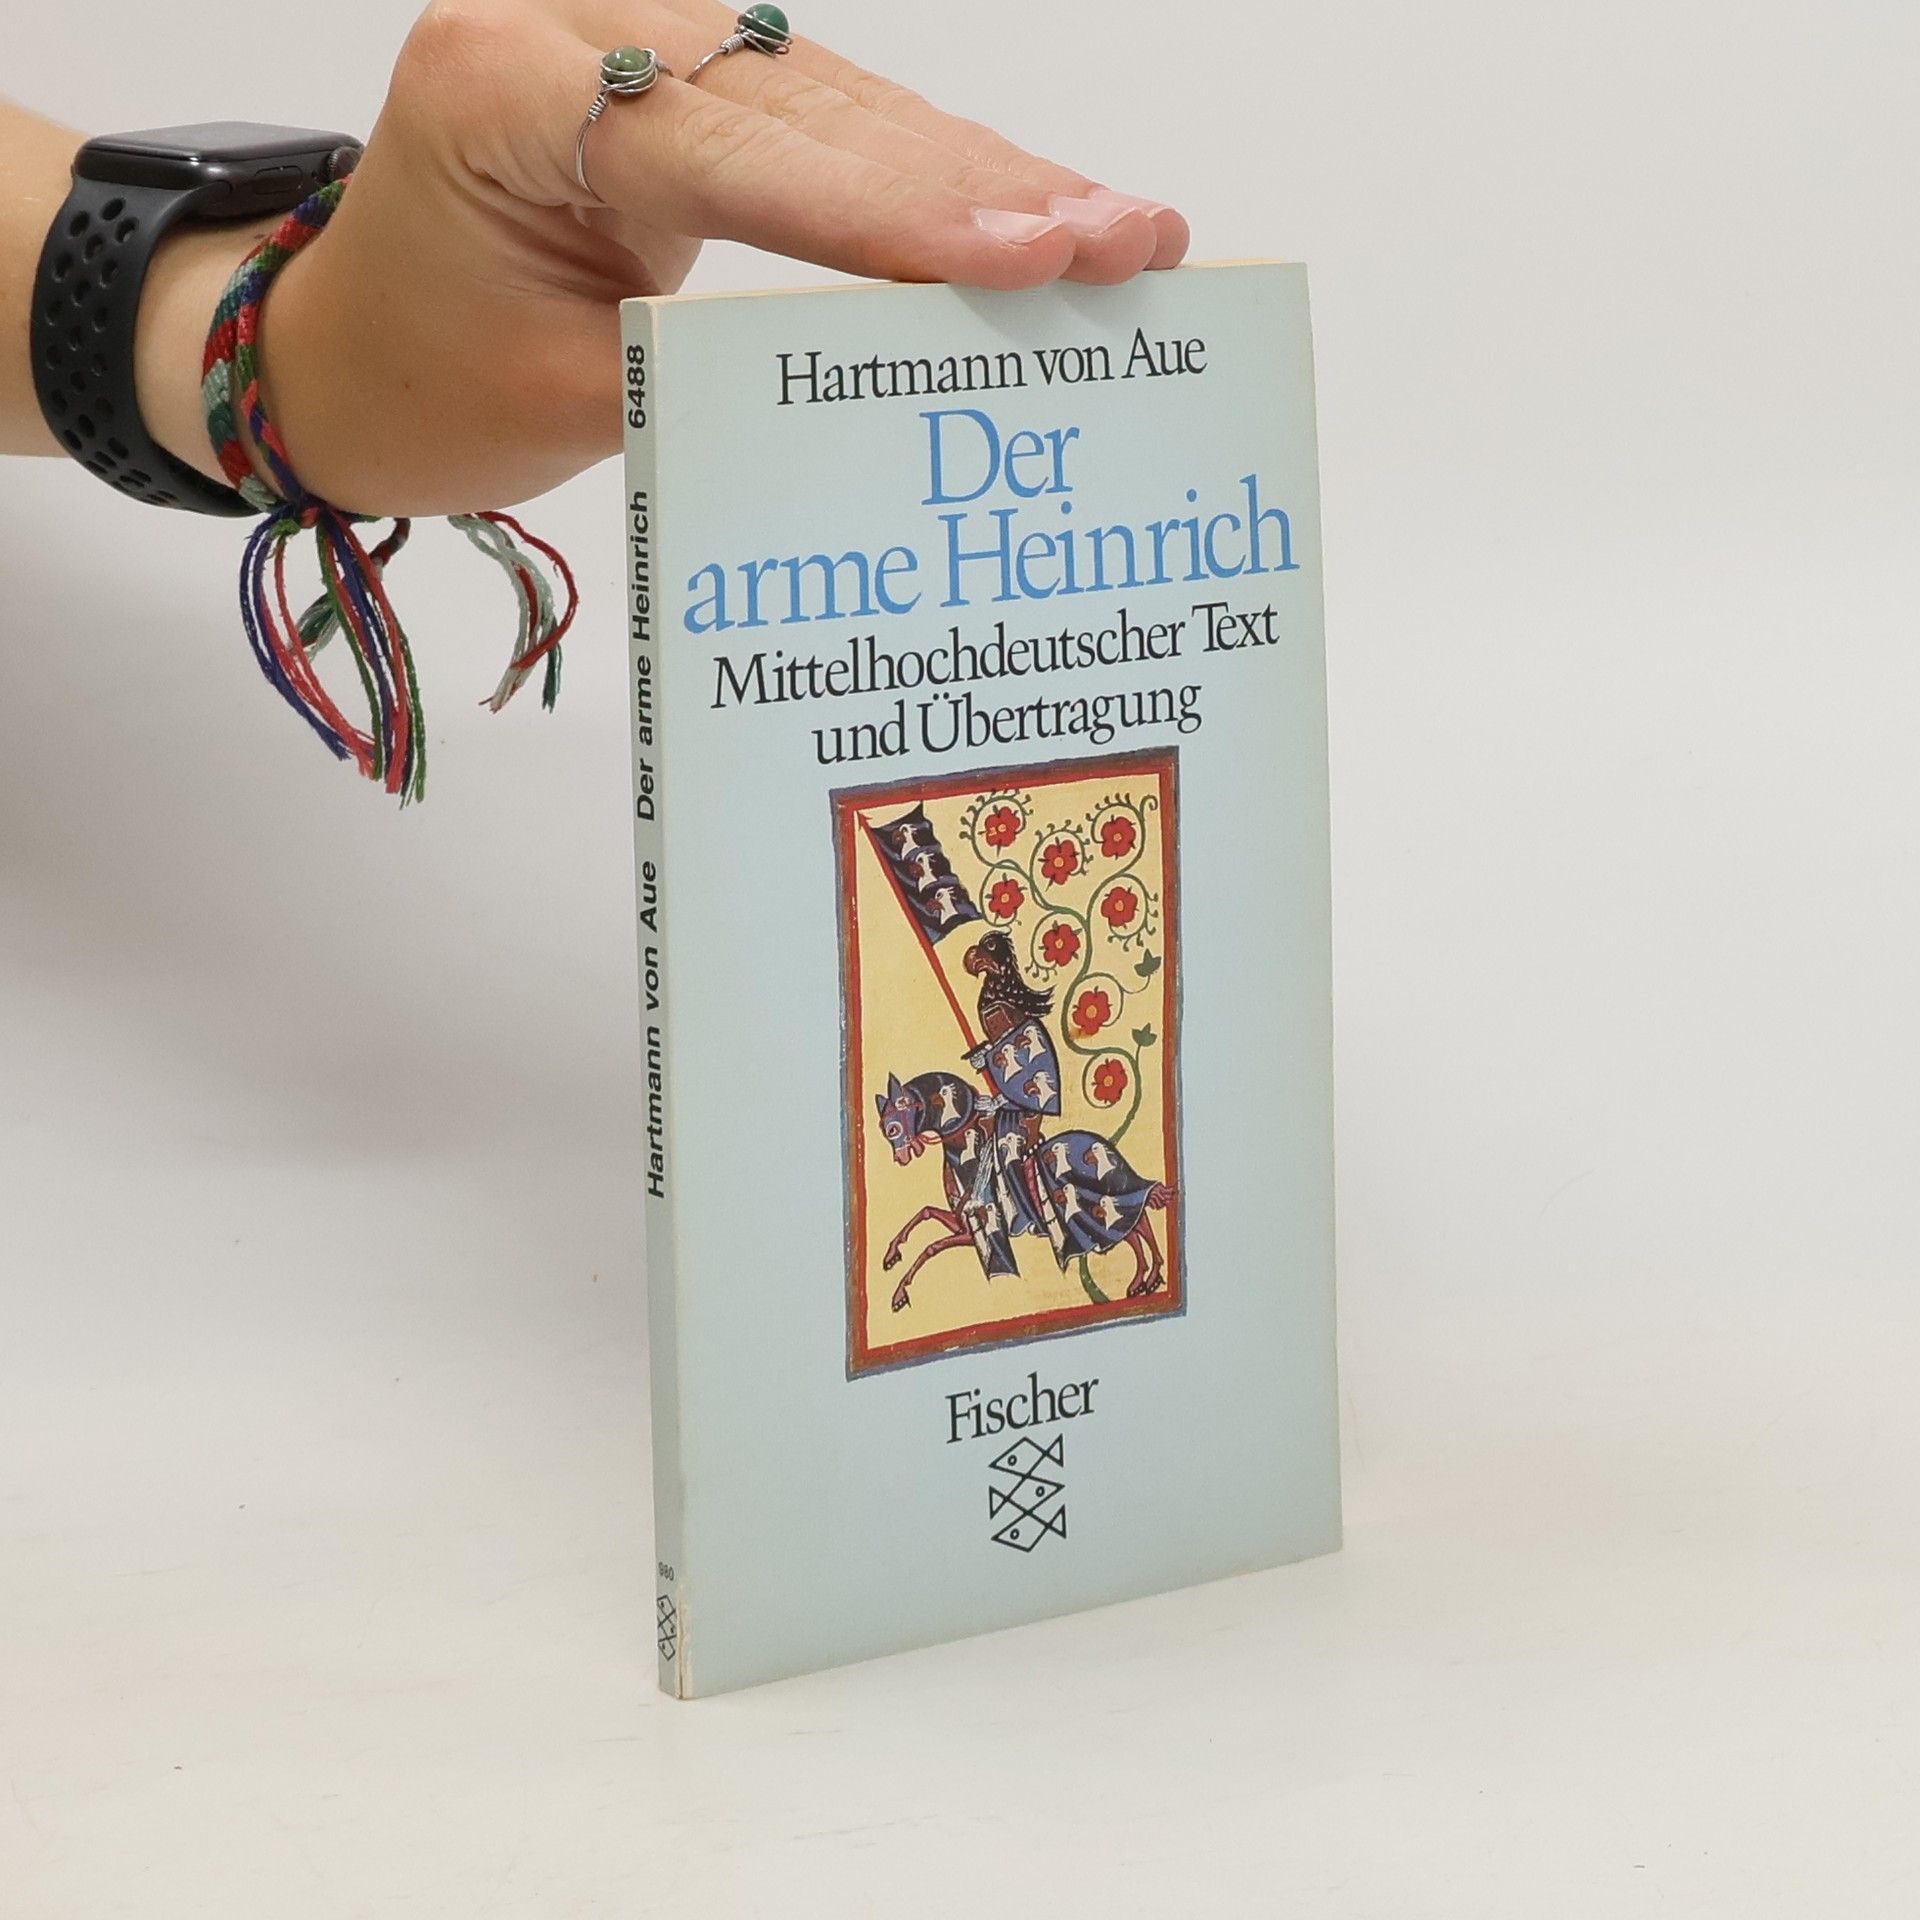 Hartmann von Aue
Der
arme Heinrich
Mittelhochdeutscher Text
und Übertragung
Fischer
Hartmann von Aue Der arme Heinrich 6488
980